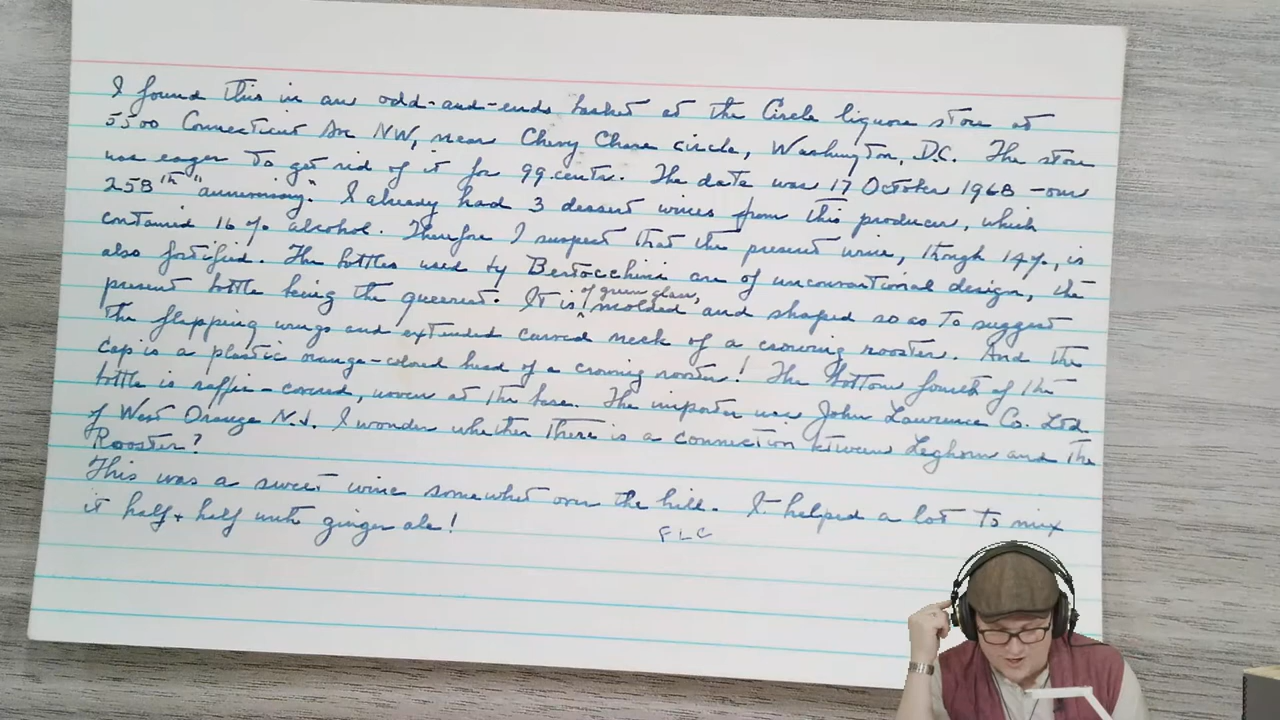 I found this in an odd-and-ends basket at the Circle liquor store at
5500 Connecticut Ave NW, near Chevy Chase circle, Washington, D.C. The store
was eager to get rid of it for 99 cents. The date was 17 October 1968 - our
258th "anniversay". I already had 3 dessert wines from this producer, which
contained 16% alcohol. Therefore I suspect that the present wine, though 14%, is
also fortified. The bottles used by Bertocchini are of unconventional design, the
present bottle being the queerest. It is ^ of green glass, molded and shaped so as to suggest
the flapping wings and extended curved neck of a crowing rooster. And the
cap is a plastic orange-colored head of a crowing rooster! The bottom fourth of the
bottle is raffia-covered, woven at the base. The importer was John Lawrence Co. Ltd.
of West Orange N.J. I wonder whether there is a connection between Leghorn and the
Rooster?
This was a sweet wine somewhat over the hill. It helped a lot to mix
it half + half with ginger ale!
FLC